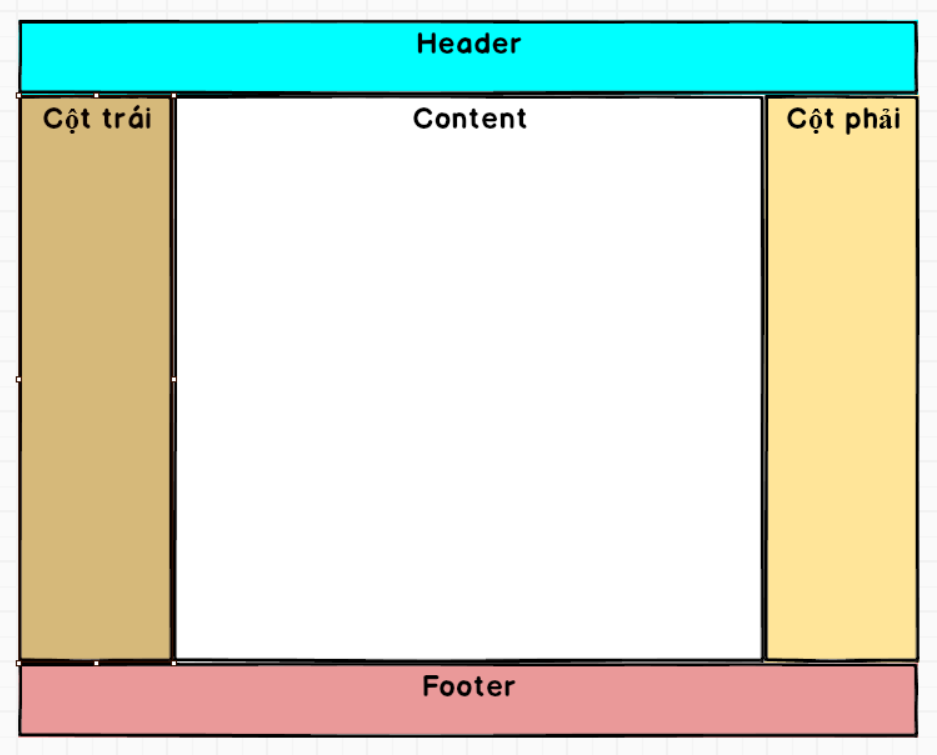 Header
Cột trái
Content
Cột phải
Footer